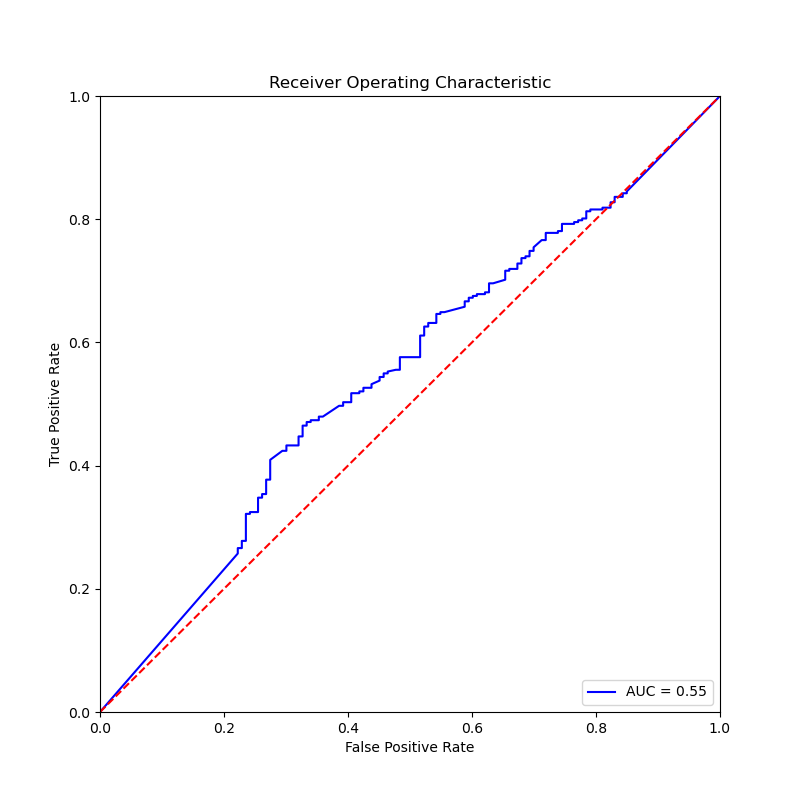 Receiver Operating Characteristic
1.0
0.8
0.6
0.4
0.2
0.0
True Positive Rate
AUC = 0.55
0.0 0.2 0.4 0.6 0.8 1.0
False Positive Rate